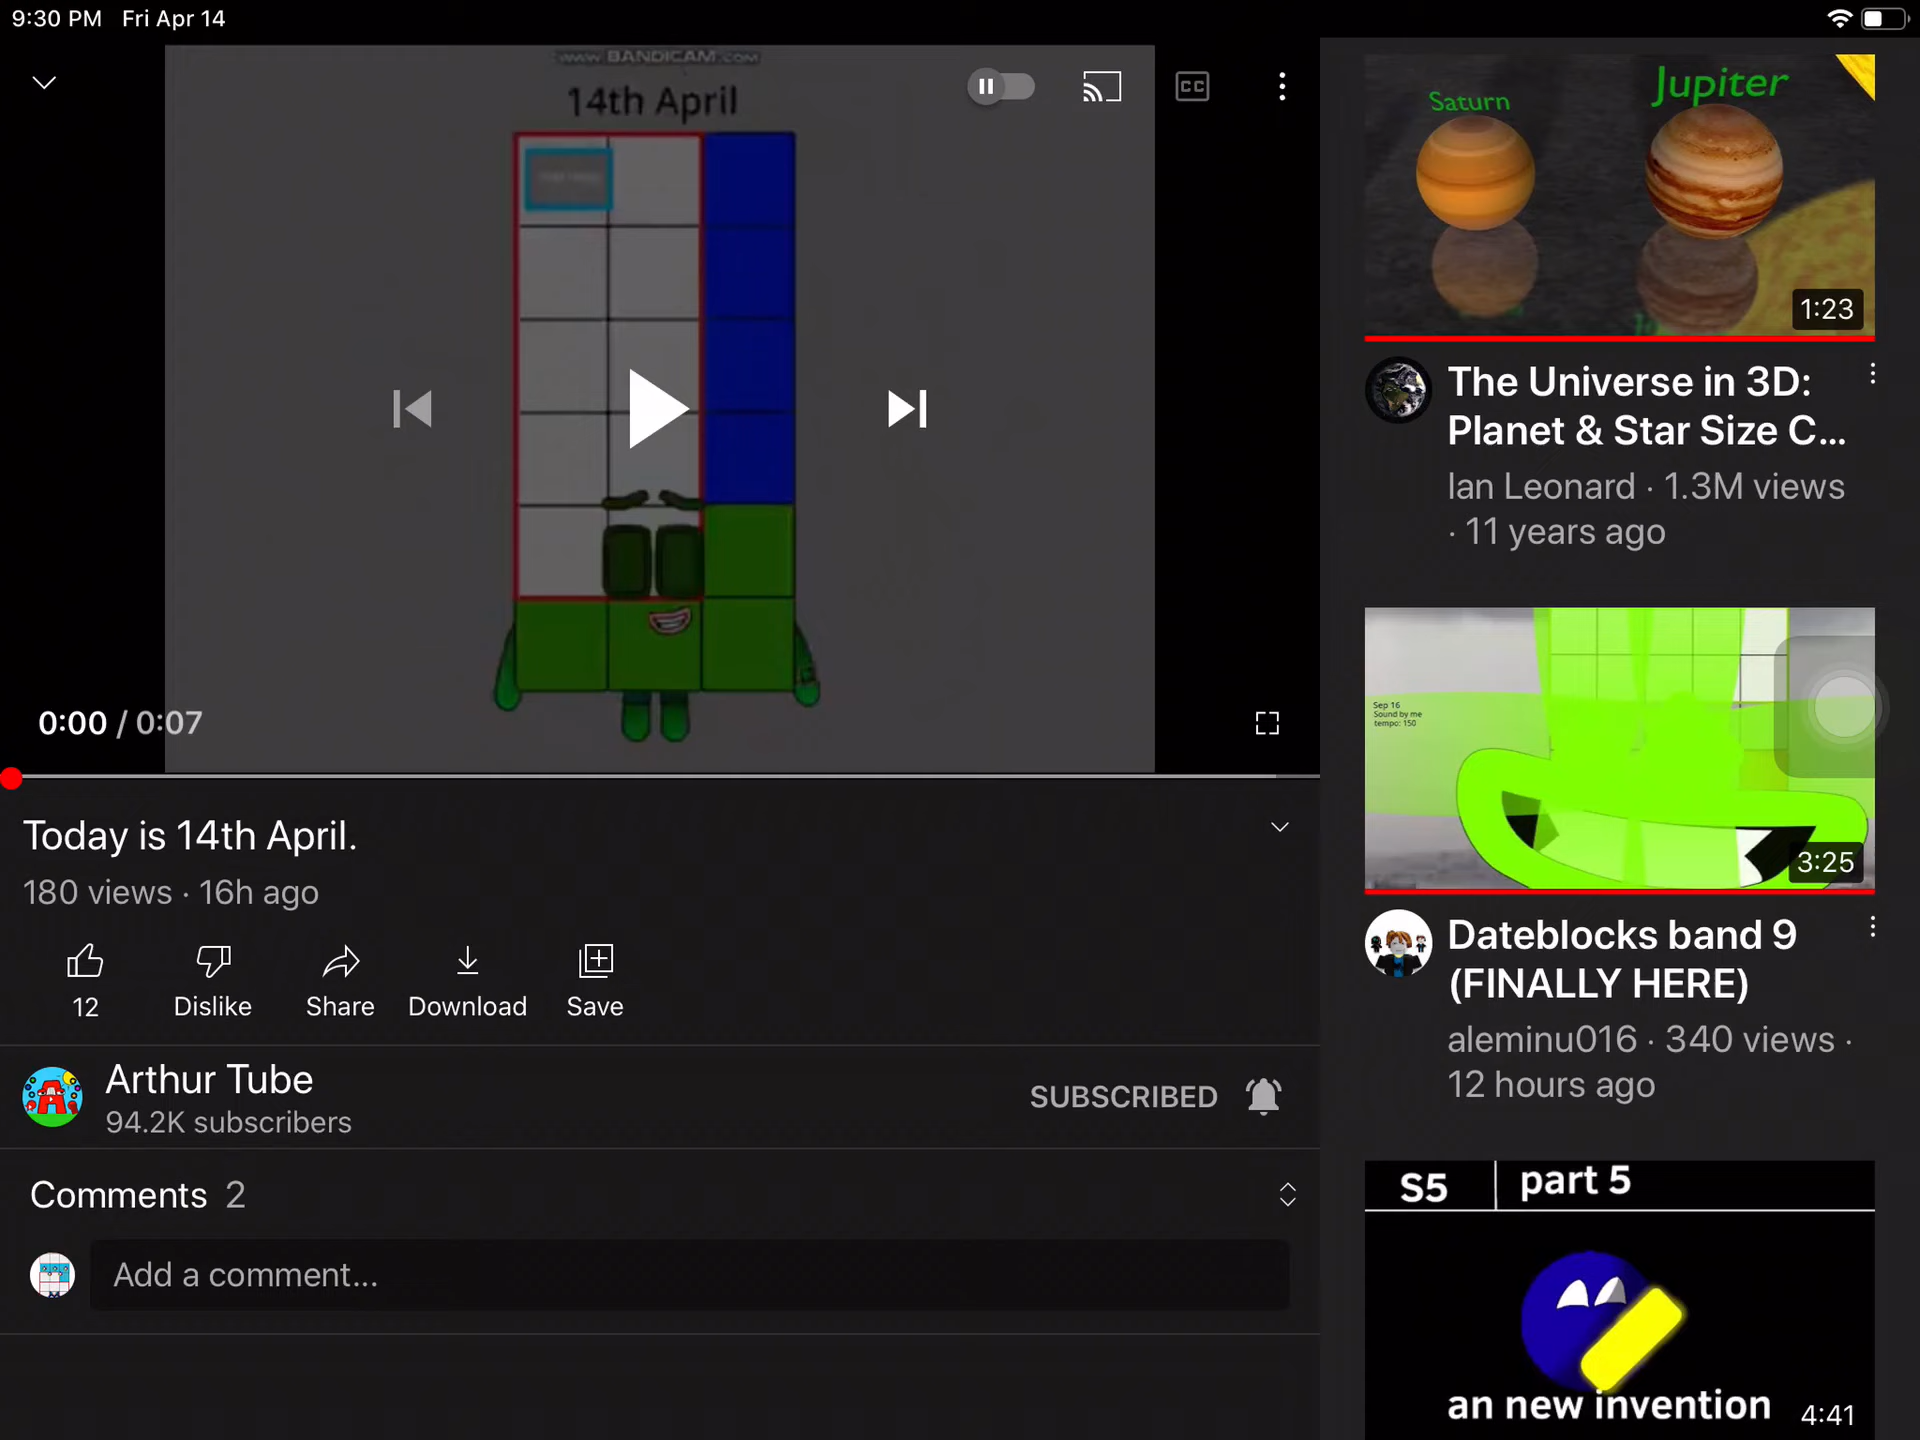 9:30 PM Fri Apr 14
www.BANDICAM.com
14th April
CC
0:00 / 0:07
Today is 14th April.
180 views · 16h ago
12
Dislike
Share
Download
Save
Arthur Tube
94.2K subscribers
SUBSCRIBED
Comments 2
Add a comment...
Saturn
Jupiter
1:23
The Universe in 3D:
Planet & Star Size C...
Ian Leonard · 1.3M views
· 11 years ago
Sep 16
Sound by me
tempo: 150
3:25
Dateblocks band 9
(FINALLY HERE)
aleminu016 · 340 views ·
12 hours ago
S5 part 5
an new invention
4:41